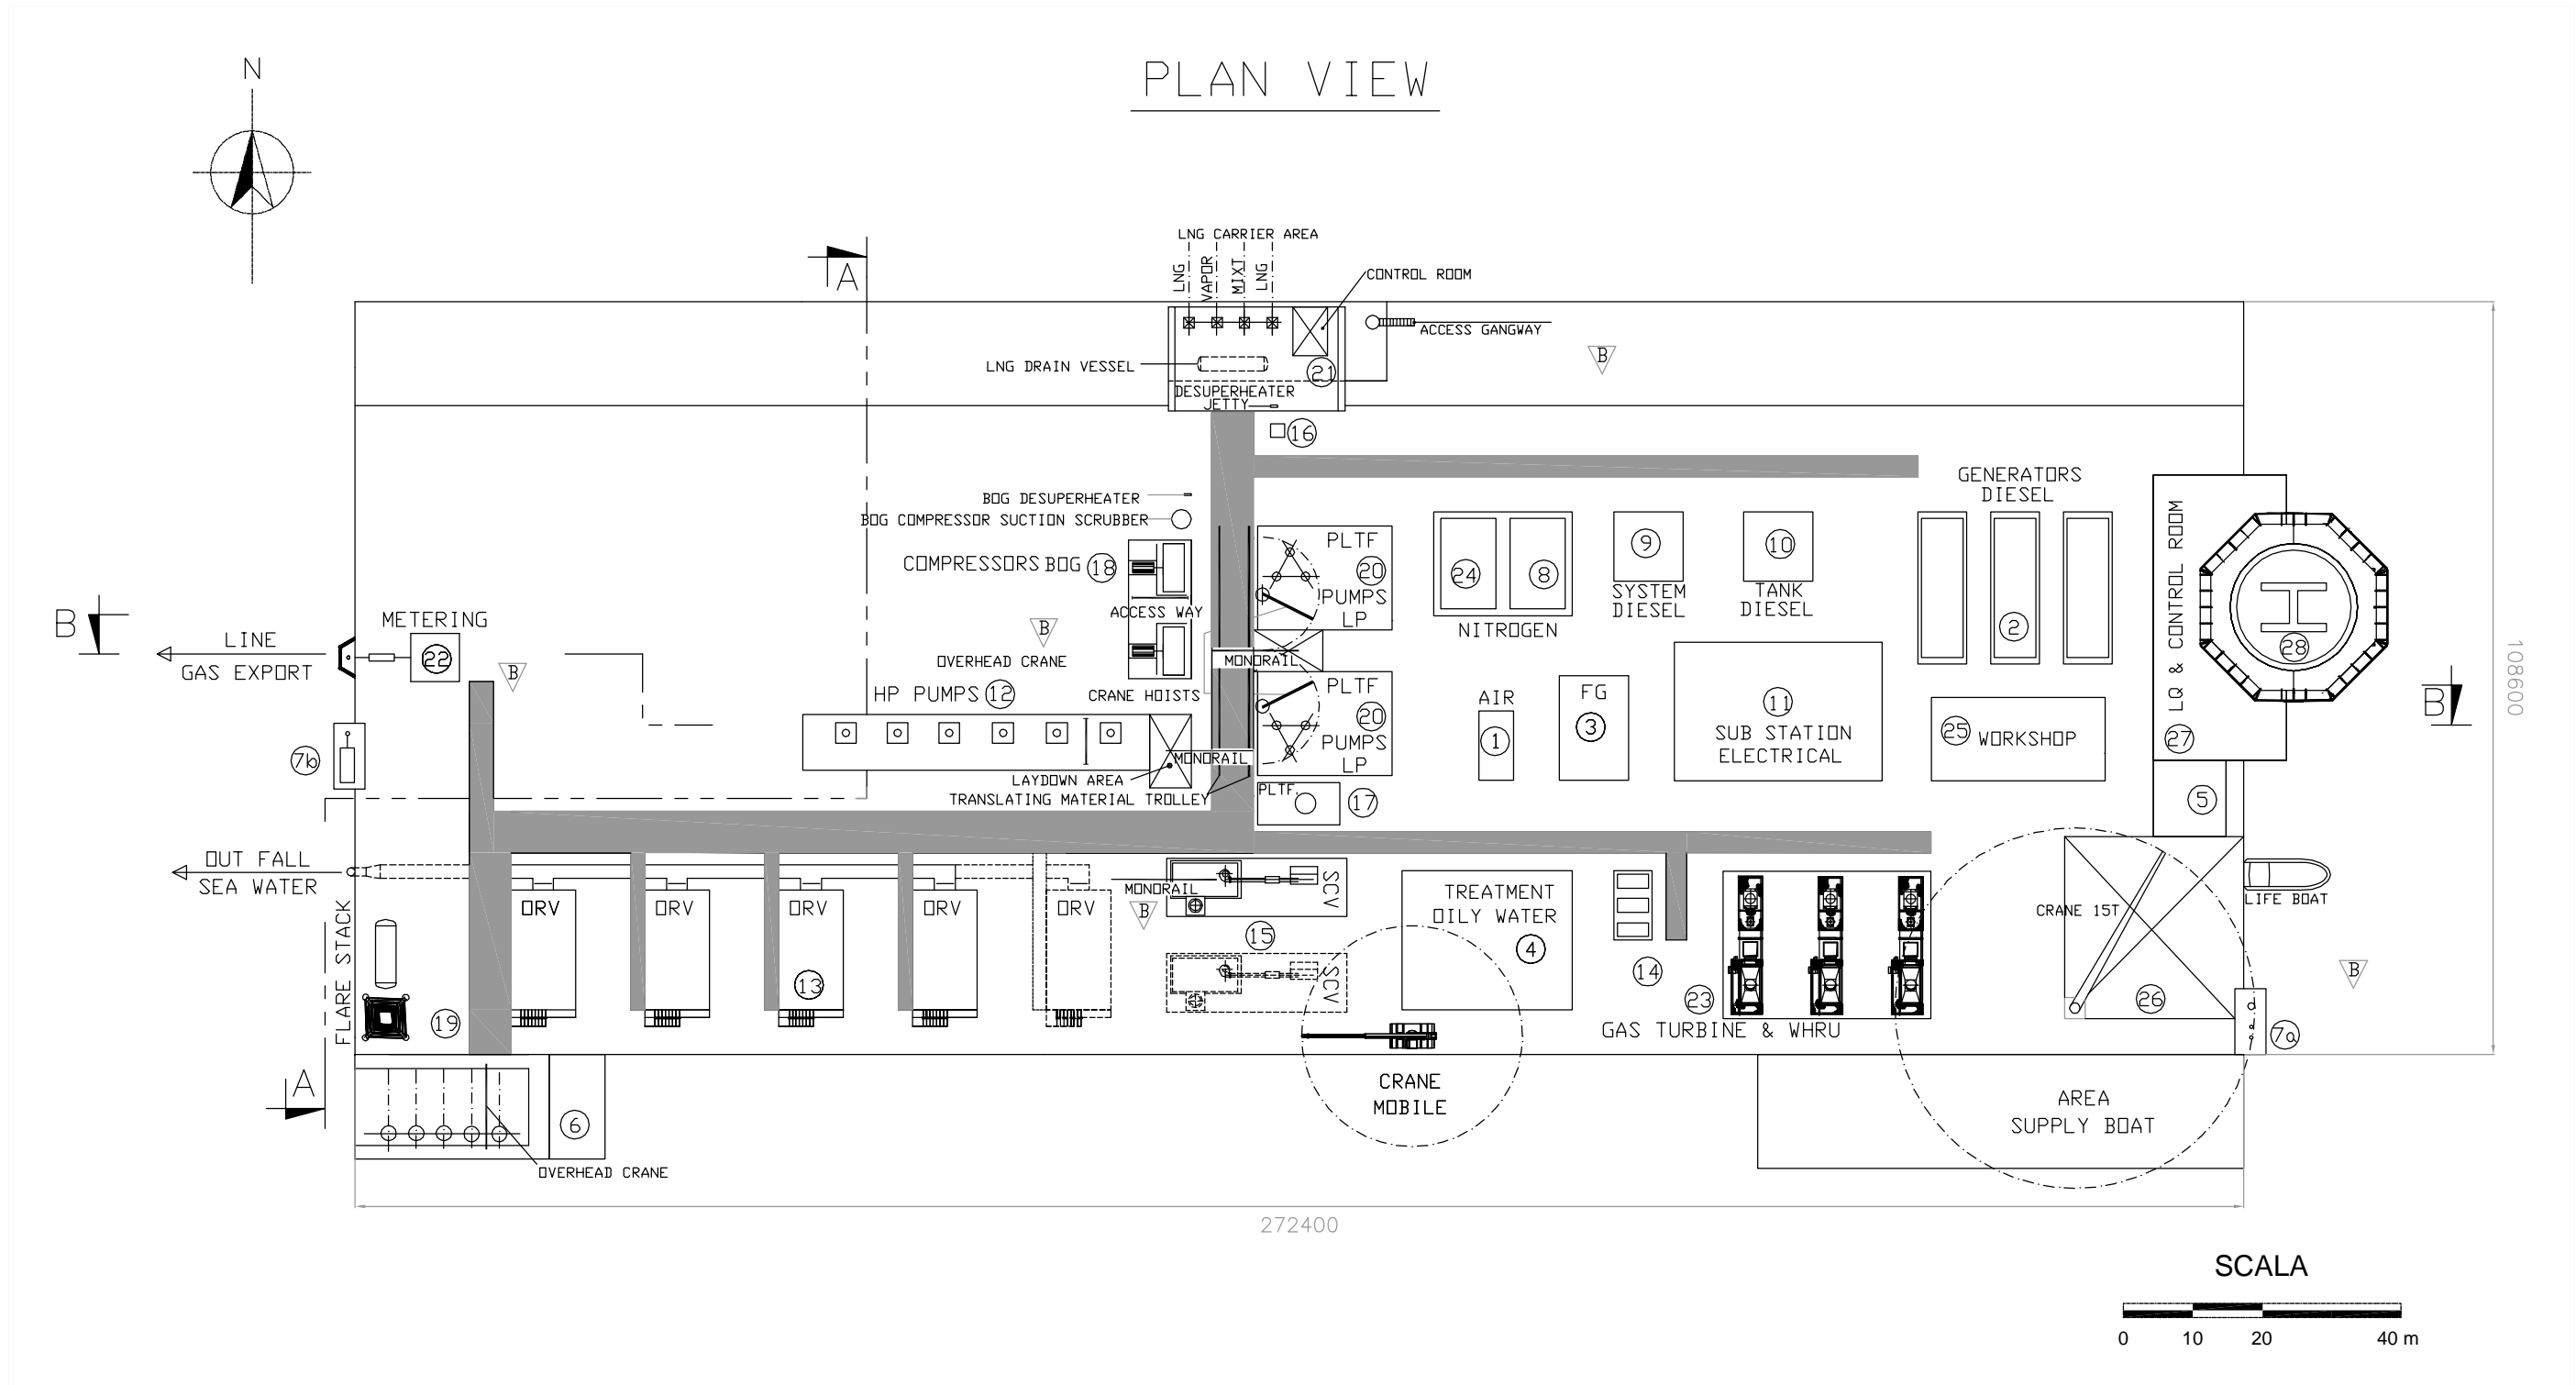 PLAN VIEW
N
LNG CARRIER AREA
LNG
VAPOR
MIXT
LNG
CONTROL ROOM
A
ACCESS GANGWAY
B
LNG DRAIN VESSEL
21
DESUPERHEATER
JETTY
16
GENERATORS
DIESEL
BOG DESUPERHEATER
BOG COMPRESSOR SUCTION SCRUBBER
COMPRESSORS BOG 18
ACCESS WAY
B
OVERHEAD CRANE
MONORAIL
CRANE HOISTS
HP PUMPS 12
MONORAIL
LAYDOWN AREA
TRANSLATING MATERIAL TROLLEY
PLTF
20
PUMPS
LP
PLTF
20
PUMPS
LP
PLTF.
17
24
8
NITROGEN
9
SYSTEM
DIESEL
10
TANK
DIESEL
2
LQ & CONTROL ROOM
27
H
28
AIR
1
FG
3
11
SUB STATION
ELECTRICAL
25 WORKSHOP
5
B
B
METERING
22
LINE
GAS EXPORT
B
7b
OUT FALL
SEA WATER
FLARE STACK
19
ORV
ORV
ORV
ORV
ORV
13
MONORAIL
B
SCV
15
SCV
TREATMENT
OILY WATER
4
14
23
GAS TURBINE & WHRU
CRANE 15T
26
LIFE BOAT
B
7a
A
6
OVERHEAD CRANE
CRANE
MOBILE
AREA
SUPPLY BOAT
108600
272400
SCALA
0 10 20 40 m